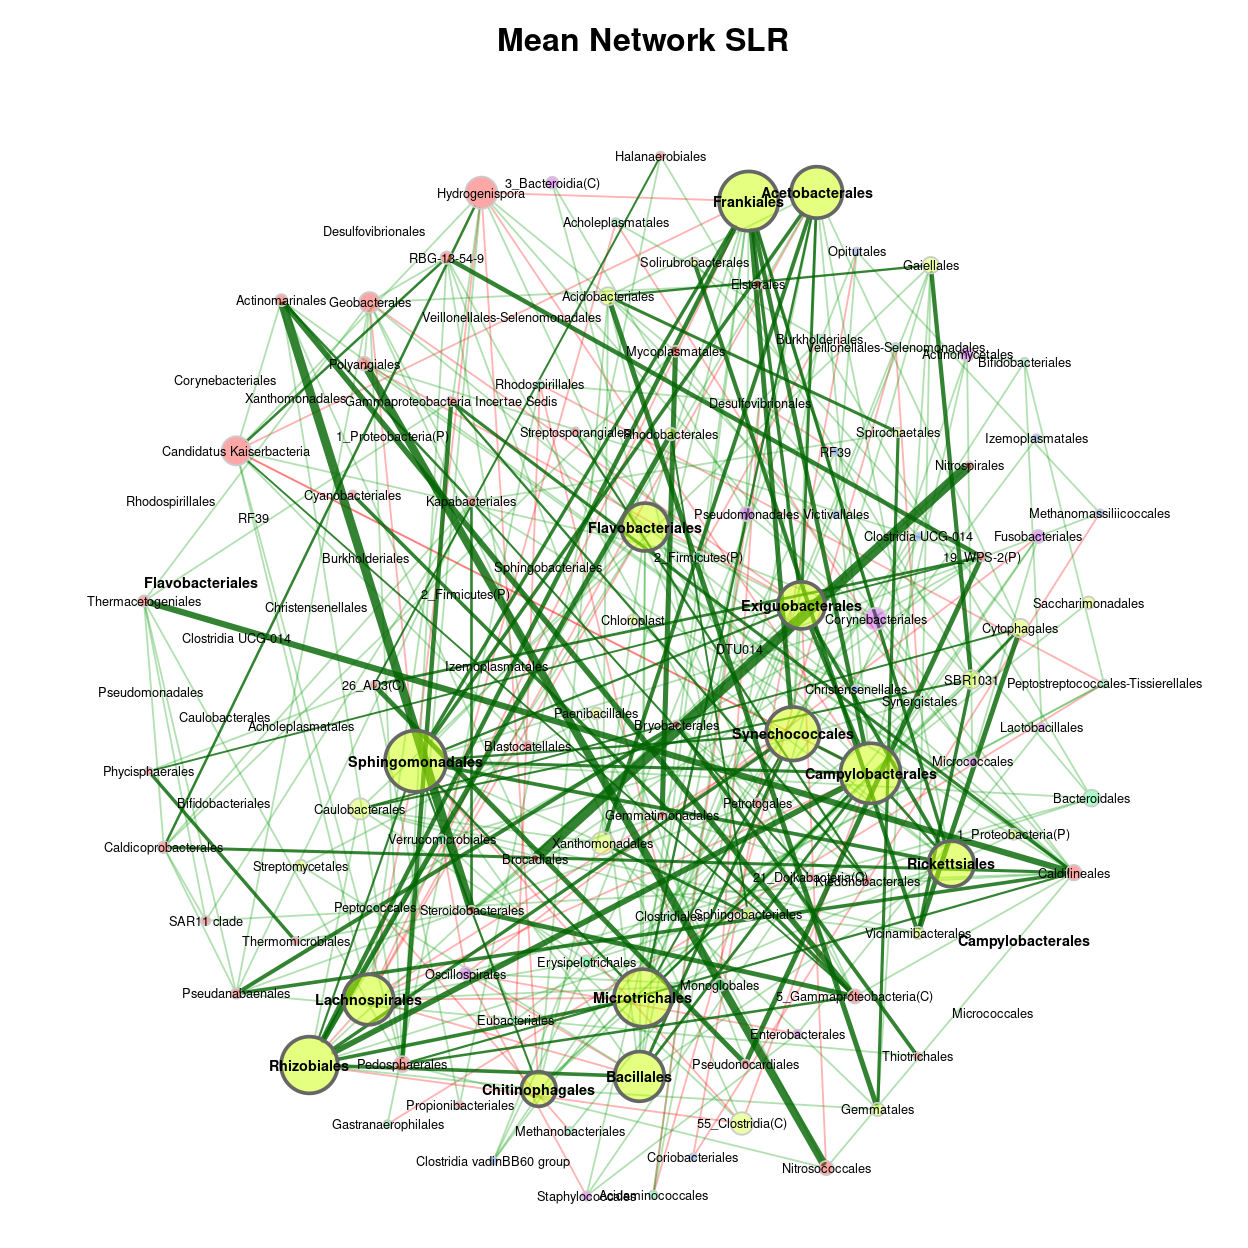 Mean Network SLR
Halanaerobiales
Hydrogenispora
3_Bacteroidia(C)
Frankiales
Acetobacterales
Desulfovibrionales
Acholeplasmatales
Opitutales
RBG-13-54-9
Solirubrobacterales
Gaiellales
Elsterales
Actinomarinales
Geobacterales
Acidobacteriales
Veillonellales-Selenomonadales
Burkholderiales
Veillonellales-Selenomonadales
Mycoplasmatales
Actinomycetales
Bifidobacteriales
Polyangiales
Corynebacteriales
Rhodospirillales
Xanthomonadales
Gammaproteobacteria Incertae Sedis
Desulfovibrionales
1_Proteobacteria(P)
Streptosporangiales
Rhodobacterales
Spirochaetales
Izemoplasmatales
Candidatus Kaiserbacteria
RF39
Nitrospirales
Rhodospirillales
Cyanobacteriales
Kapabacteriales
RF39
Pseudomonadales
Victivallales
Methanomassiliicoccales
Flavobacteriales
Clostridia UCG-014
Fusobacteriales
Burkholderiales
Sphingobacteriales
2_Firmicutes(P)
19_WPS-2(P)
Flavobacteriales
Thermacetogeniales
Christensenellales
2_Firmicutes(P)
Exiguobacterales
Saccharimonadales
Chloroplast
Corynebacteriales
Cytophagales
Clostridia UCG-014
DTU014
Izemoplasmatales
26_AD3(C)
Christensenellales
SBR1031
Peptostreptococcales-Tissierellales
Pseudomonadales
Synergistales
Caulobacterales
Acholeplasmatales
Paenibacillales
Bryobacterales
Lactobacillales
Blastocatellales
Synechococcales
Phycisphaerales
Sphingomonadales
Campylobacterales
Micrococcales
Bifidobacteriales
Caulobacterales
Petrotogales
Bacteroidales
Gemmatimonadales
Caldicoprobacterales
Verrucomicrobiales
Xanthomonadales
1_Proteobacteria(P)
Streptomycetales
Brocadiales
Rickettsiales
Caldilineales
21_Dojkabacteria(C)
Ktedonobacterales
SAR11 clade
Peptococcales
Steroidobacterales
Clostridiales
Sphingobacteriales
Thermomicrobiales
Vicinamibacterales
Campylobacterales
Erysipelotrichales
Oscillospirales
Pseudanabaenales
Lachnospirales
Microtrichales
Monoglobales
5_Gammaproteobacteria(C)
Eubacteriales
Micrococcales
Enterobacterales
Rhizobiales
Pedosphaerales
Pseudonocardiales
Thiotrichales
Bacillales
Chitinophagales
Propionibacteriales
Gemmatales
Gastranaerophilales
Methanobacteriales
55_Clostridia(C)
Clostridia vadinBB60 group
Coriobacteriales
Nitrosococcales
Staphylococcales
Acidaminococcales